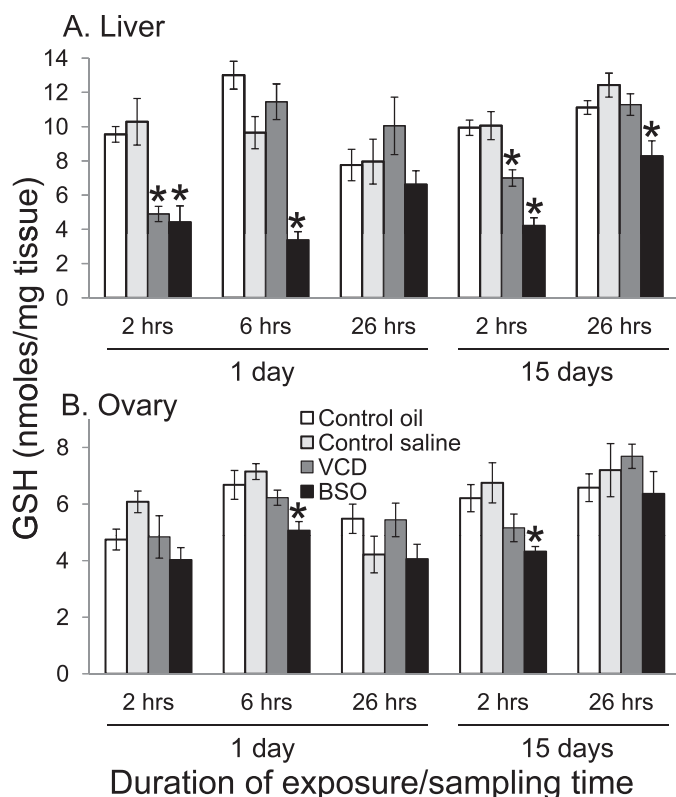 A. Liver
14
12
10
8
6
4
2
0
* * * * * *
2 hrs 6 hrs 26 hrs 2 hrs 26 hrs
1 day 15 days
GSH (nmoles/mg tissue)
B. Ovary
Control oil
Control saline
VCD
BSO
8
6
4
2
0
* *
2 hrs 6 hrs 26 hrs 2 hrs 26 hrs
1 day 15 days
Duration of exposure/sampling time